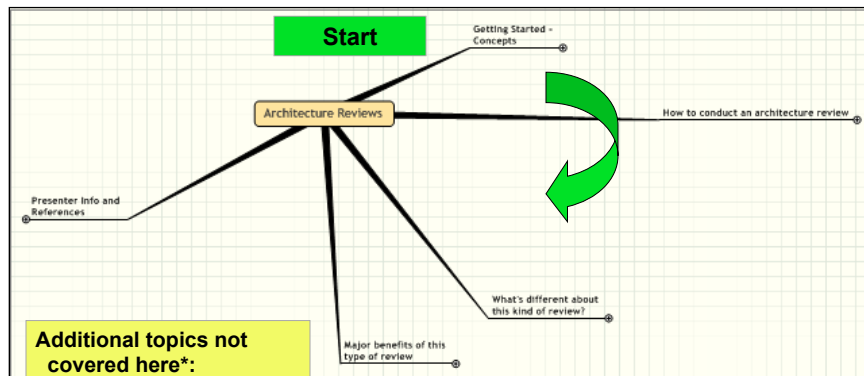 Start
Getting Started -
Concepts
Architecture Reviews
How to conduct an architecture review
Presenter Info and
References
What's different about
this kind of review?
Major benefits of this
type of review
Additional topics not
covered here*: